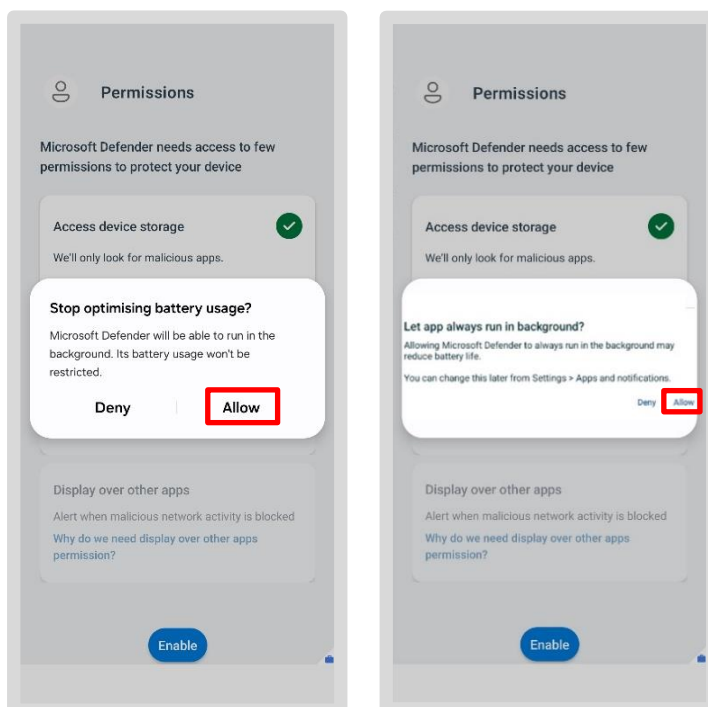 Permissions
Microsoft Defender needs access to few
permissions to protect your device
Access device storage
We'll only look for malicious apps.
Stop optimising battery usage?
Microsoft Defender will be able to run in the
background. Its battery usage won't be
restricted.
Deny
Allow
Display over other apps
Alert when malicious network activity is blocked
Why do we need display over other apps
permission?
Enable
Permissions
Microsoft Defender needs access to few
permissions to protect your device
Access device storage
We'll only look for malicious apps.
Let app always run in background?
Allowing Microsoft Defender to always run in the background may
reduce battery life.
You can change this later from Settings > Apps and notifications.
Deny
Allow
Display over other apps
Alert when malicious network activity is blocked
Why do we need display over other apps
permission?
Enable